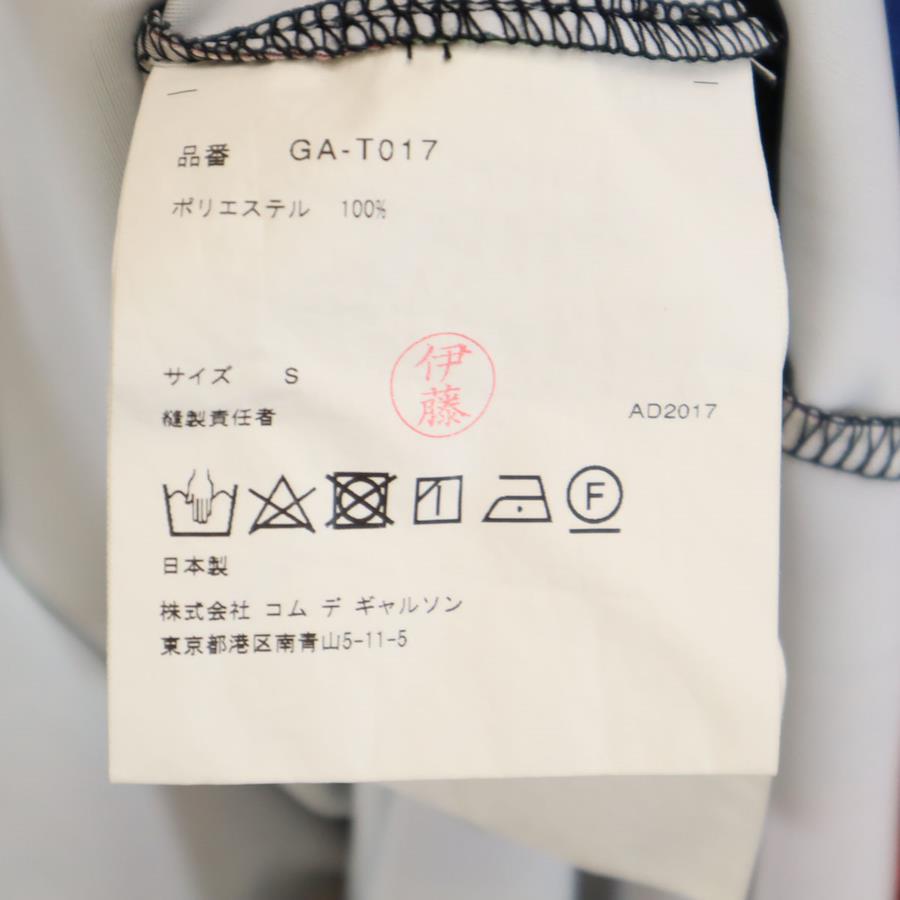 品番 GA-T017
ポリエステル 100%
サイズ S
伊藤
縫製責任者 AD2017
F
日本製
株式会社 コム デ ギャルソン
東京都港区南青山5-11-5